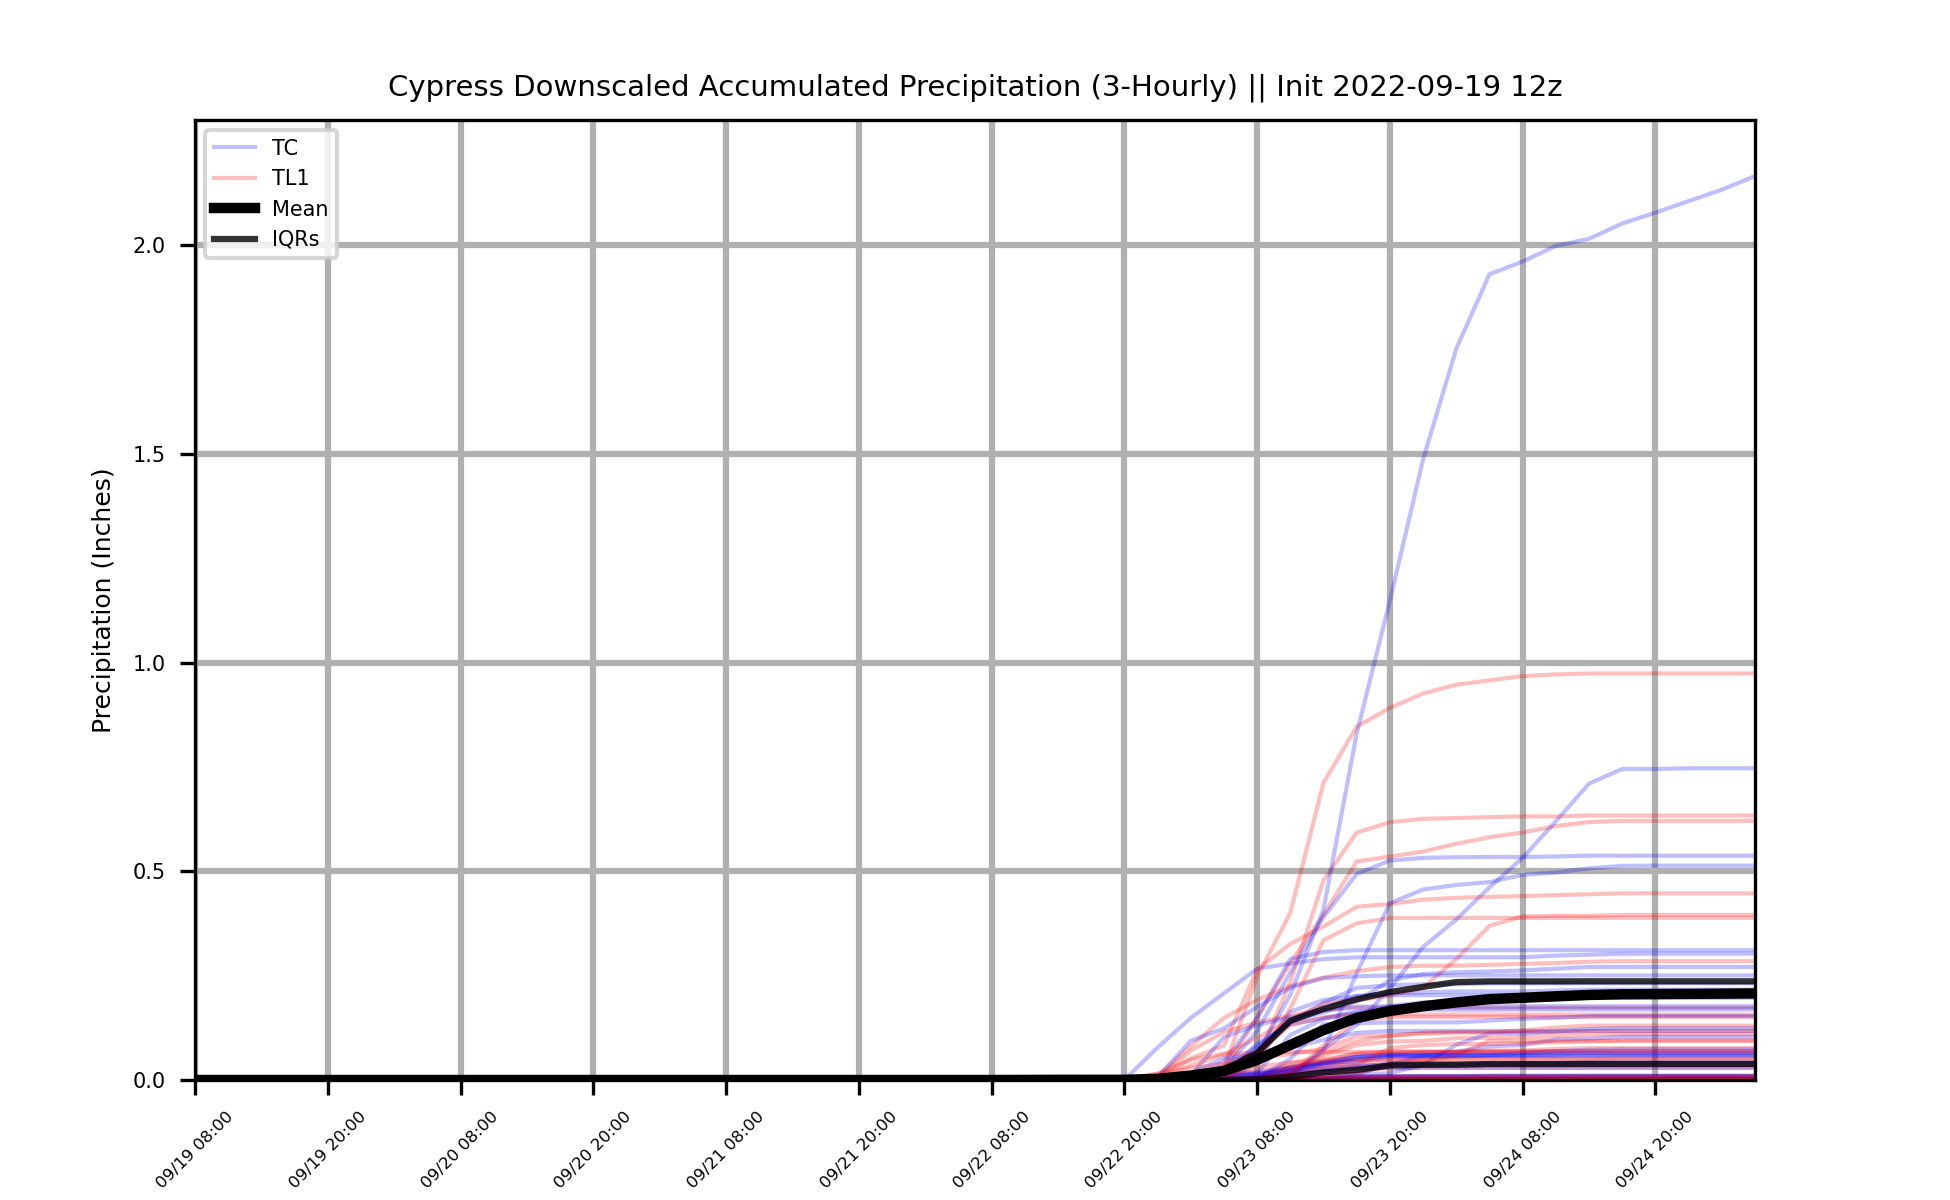 Cypress Downscaled Accumulated Precipitation (3-Hourly) || Init 2022-09-19 12z
TC
TL1
Mean
IQRs
Precipitation (Inches)
2.0
1.5
1.0
0.5
0.0
09/19 08:00
09/19 20:00
09/20 08:00
09/20 20:00
09/21 08:00
09/21 20:00
09/22 08:00
09/22 20:00
09/23 08:00
09/23 20:00
09/24 08:00
09/24 20:00